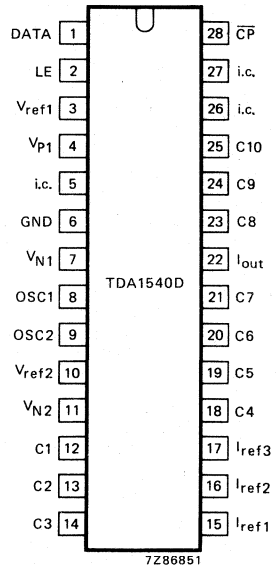 DATA 1 28 C̅P̅
LE 2 27 i.c.
Vref1 3 26 i.c.
VP1 4 25 C10
i.c. 5 24 C9
GND 6 23 C8
VN1 7 22 Iout
TDA1540D
OSC1 8 21 C7
OSC2 9 20 C6
Vref2 10 19 C5
VN2 11 18 C4
C1 12 17 Iref3
C2 13 16 Iref2
C3 14 15 Iref1
7Z86851